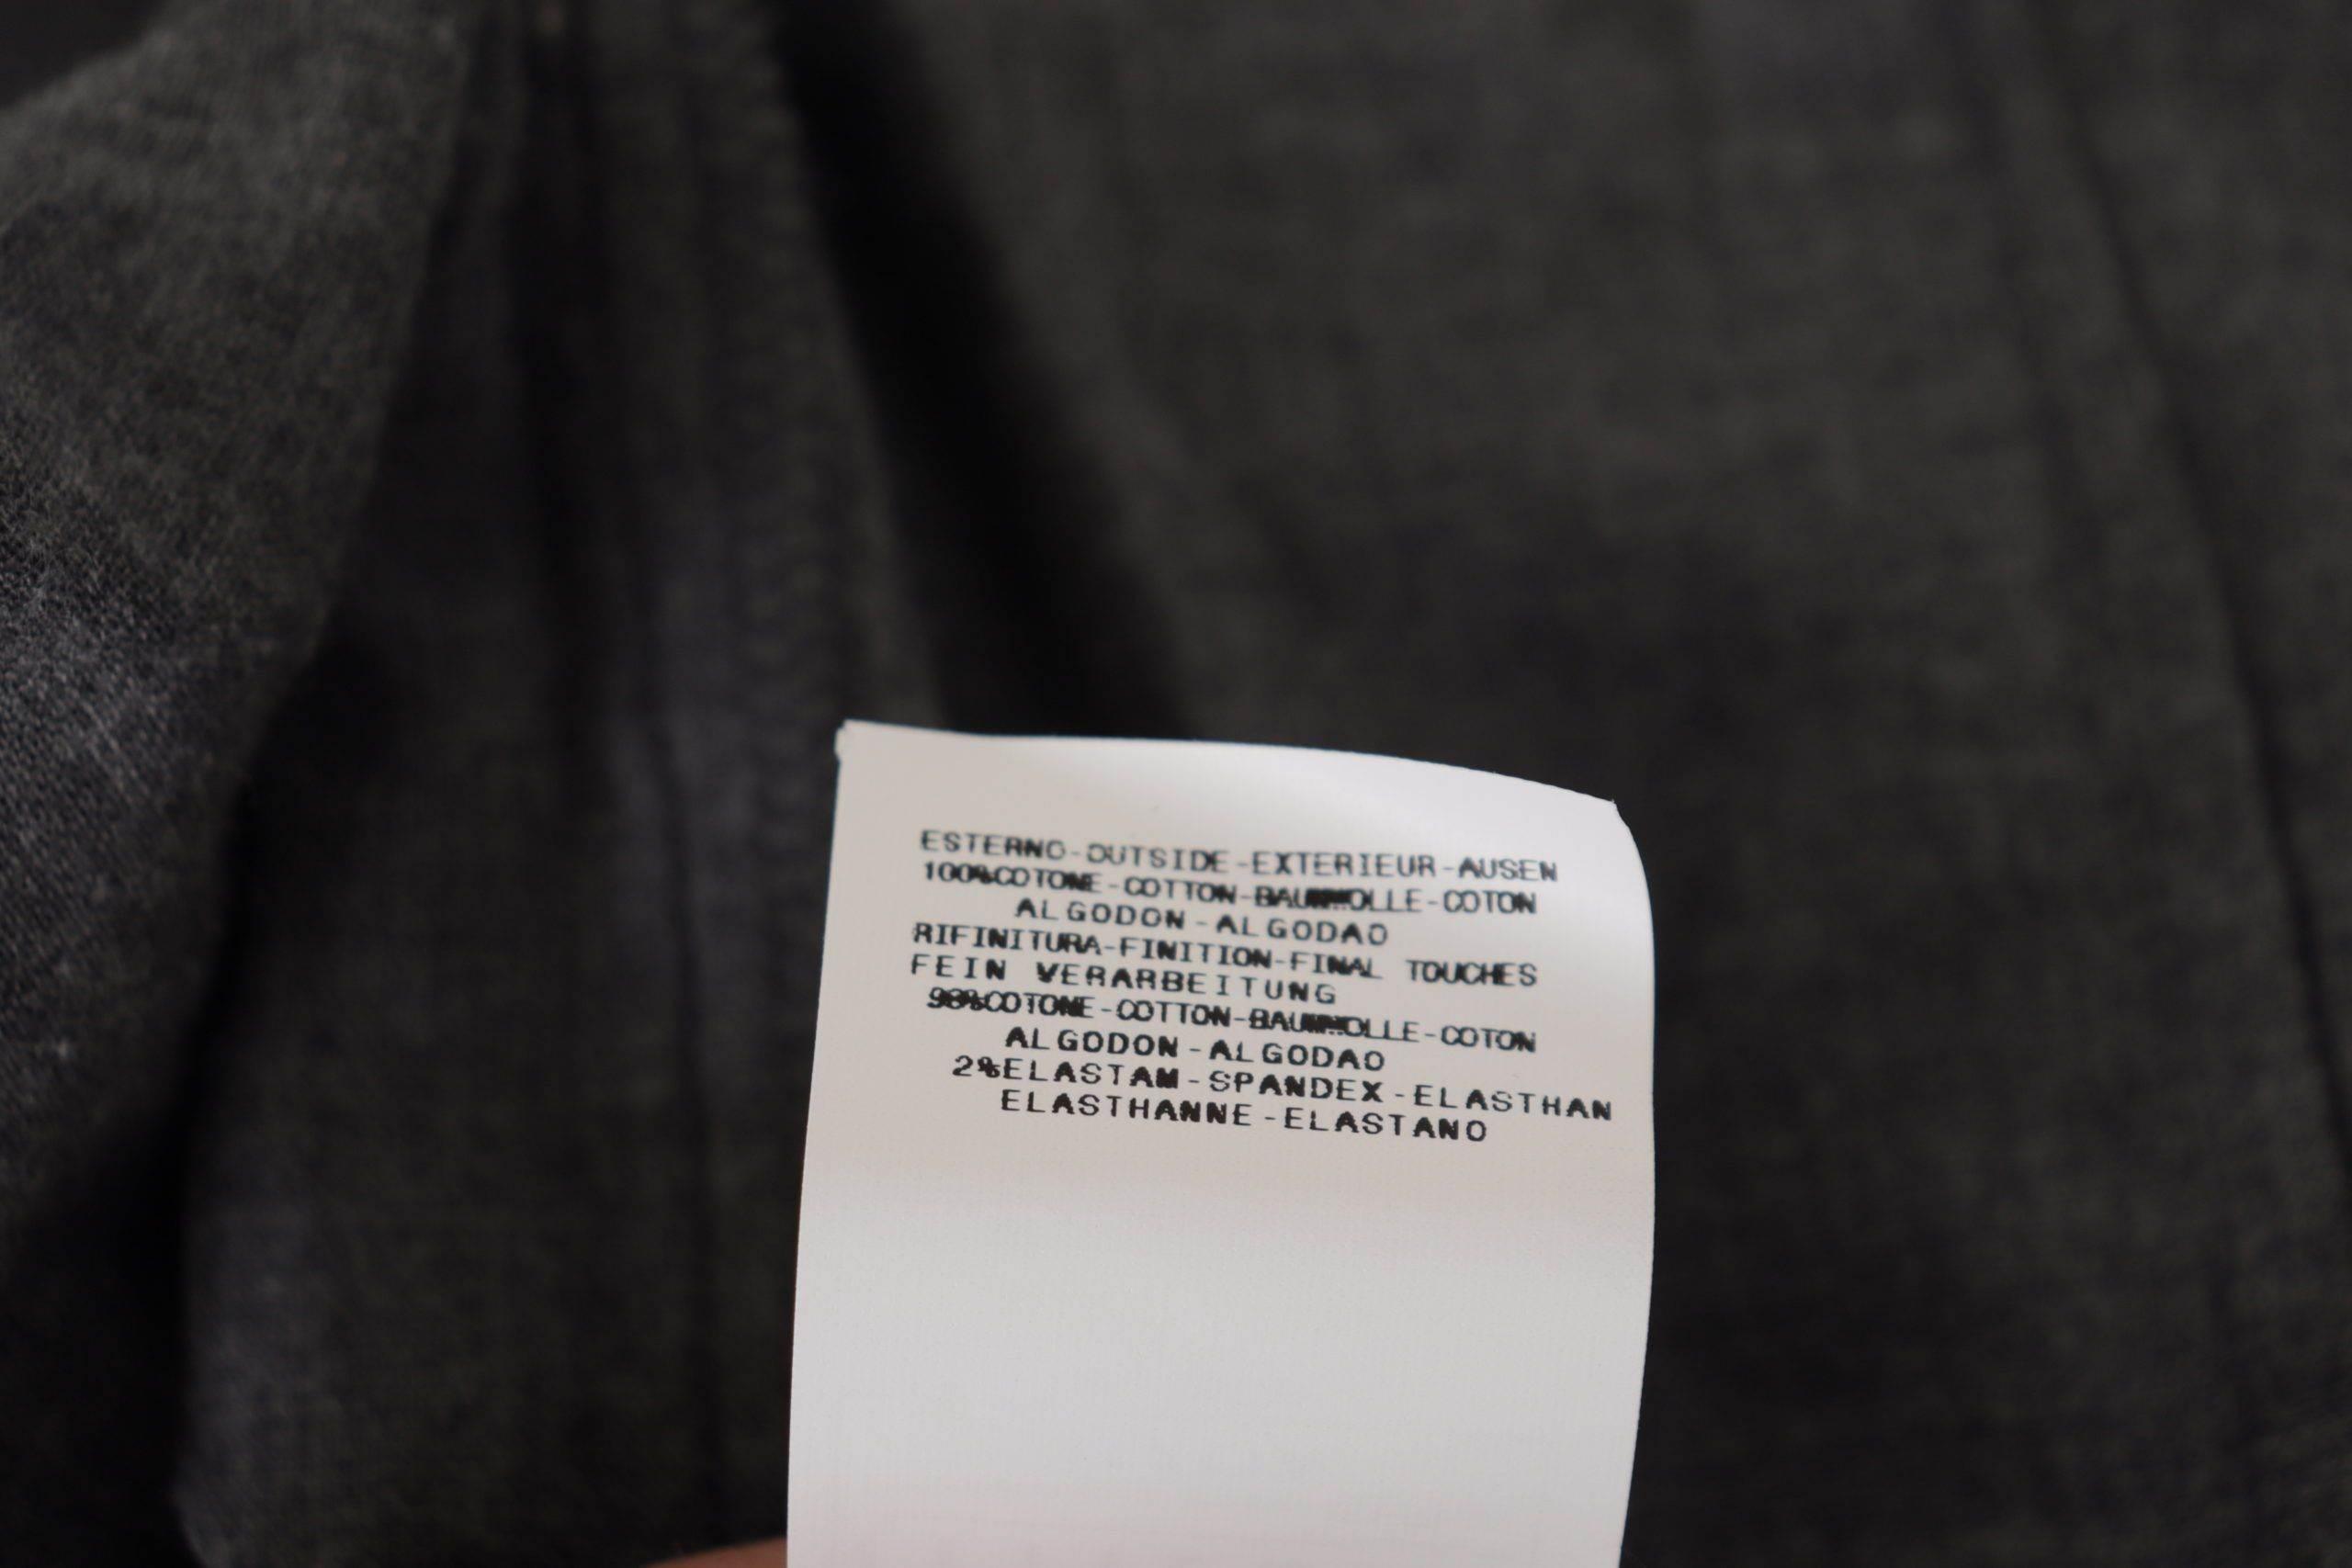 ESTERNO-OUTSIDE-EXTERIEUR-AUSEN
100%COTONE-COTTON-BAUMWOLLE-COTON
ALGODON-ALGODAO
RIFINITURA-FINITION-FINAL TOUCHES
FEIN VERARBEITUNG
98%COTONE-COTTON-BAUMWOLLE-COTON
ALGODON-ALGODAO
2%ELASTAM-SPANDEX-ELASTHAN
ELASTHANNE-ELASTANO